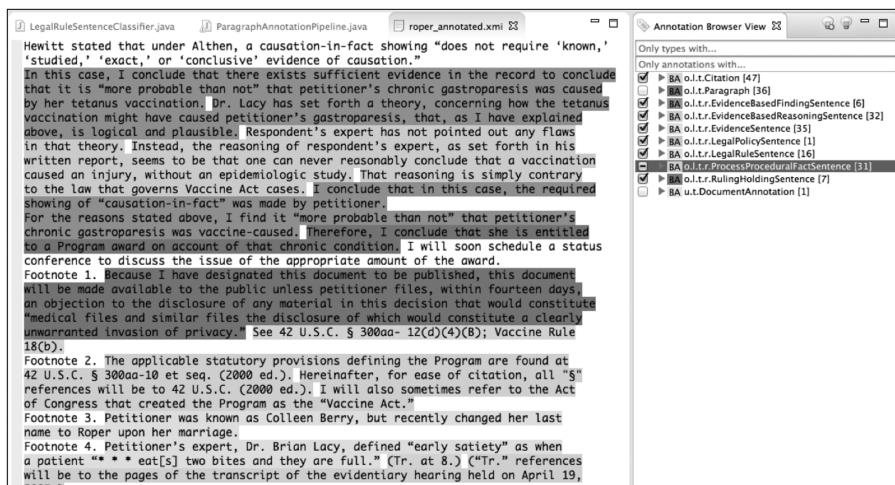 LegalRuleSentenceClassifier.java
ParagraphAnnotationPipeline.java
roper_annotated.xmi
Hewitt stated that under Althen, a causation-in-fact showing “does not require ‘known,’
‘studied,’ ‘exact,’ or ‘conclusive’ evidence of causation.”
In this case, I conclude that there exists sufficient evidence in the record to conclude
that it is “more probable than not” that petitioner’s chronic gastroparesis was caused
by her tetanus vaccination. Dr. Lacy has set forth a theory, concerning how the tetanus
vaccination might have caused petitioner’s gastroparesis, that, as I have explained
above, is logical and plausible. Respondent’s expert has not pointed out any flaws
in that theory. Instead, the reasoning of respondent’s expert, as set forth in his
written report, seems to be that one can never reasonably conclude that a vaccination
caused an injury, without an epidemiologic study. That reasoning is simply contrary
to the law that governs Vaccine Act cases. I conclude that in this case, the required
showing of “causation-in-fact” was made by petitioner.
For the reasons stated above, I find it “more probable than not” that petitioner’s
chronic gastroparesis was vaccine-caused. Therefore, I conclude that she is entitled
to a Program award on account of that chronic condition. I will soon schedule a status
conference to discuss the issue of the appropriate amount of the award.
Footnote 1. Because I have designated this document to be published, this document
will be made available to the public unless petitioner files, within fourteen days,
an objection to the disclosure of any material in this decision that would constitute
“medical files and similar files the disclosure of which would constitute a clearly
unwarranted invasion of privacy.” See 42 U.S.C. § 300aa- 12(d)(4)(B); Vaccine Rule
18(b).
Footnote 2. The applicable statutory provisions defining the Program are found at
42 U.S.C. § 300aa-10 et seq. (2000 ed.). Hereinafter, for ease of citation, all "§"
references will be to 42 U.S.C. (2000 ed.). I will also sometimes refer to the Act
of Congress that created the Program as the “Vaccine Act.”
Footnote 3. Petitioner was known as Colleen Berry, but recently changed her last
name to Roper upon her marriage.
Footnote 4. Petitioner’s expert, Dr. Brian Lacy, defined “early satiety” as when
a patient “* * * eat[s] two bites and they are full.” (Tr. at 8.) (“Tr.” references
will be to the pages of the transcript of the evidentiary hearing held on April 19,
Annotation Browser View
Only types with...
Only annotations with...
BA o.l.t.Citation [47]
BA o.l.t.Paragraph [36]
BA o.l.t.r.EvidenceBasedFindingSentence [6]
BA o.l.t.r.EvidenceBasedReasoningSentence [32]
BA o.l.t.r.EvidenceSentence [35]
BA o.l.t.r.LegalPolicySentence [1]
BA o.l.t.r.LegalRuleSentence [16]
BA o.l.t.r.ProcessProceduralFactSentence [31]
BA o.l.t.r.RulingHoldingSentence [7]
BA u.t.DocumentAnnotation [1]